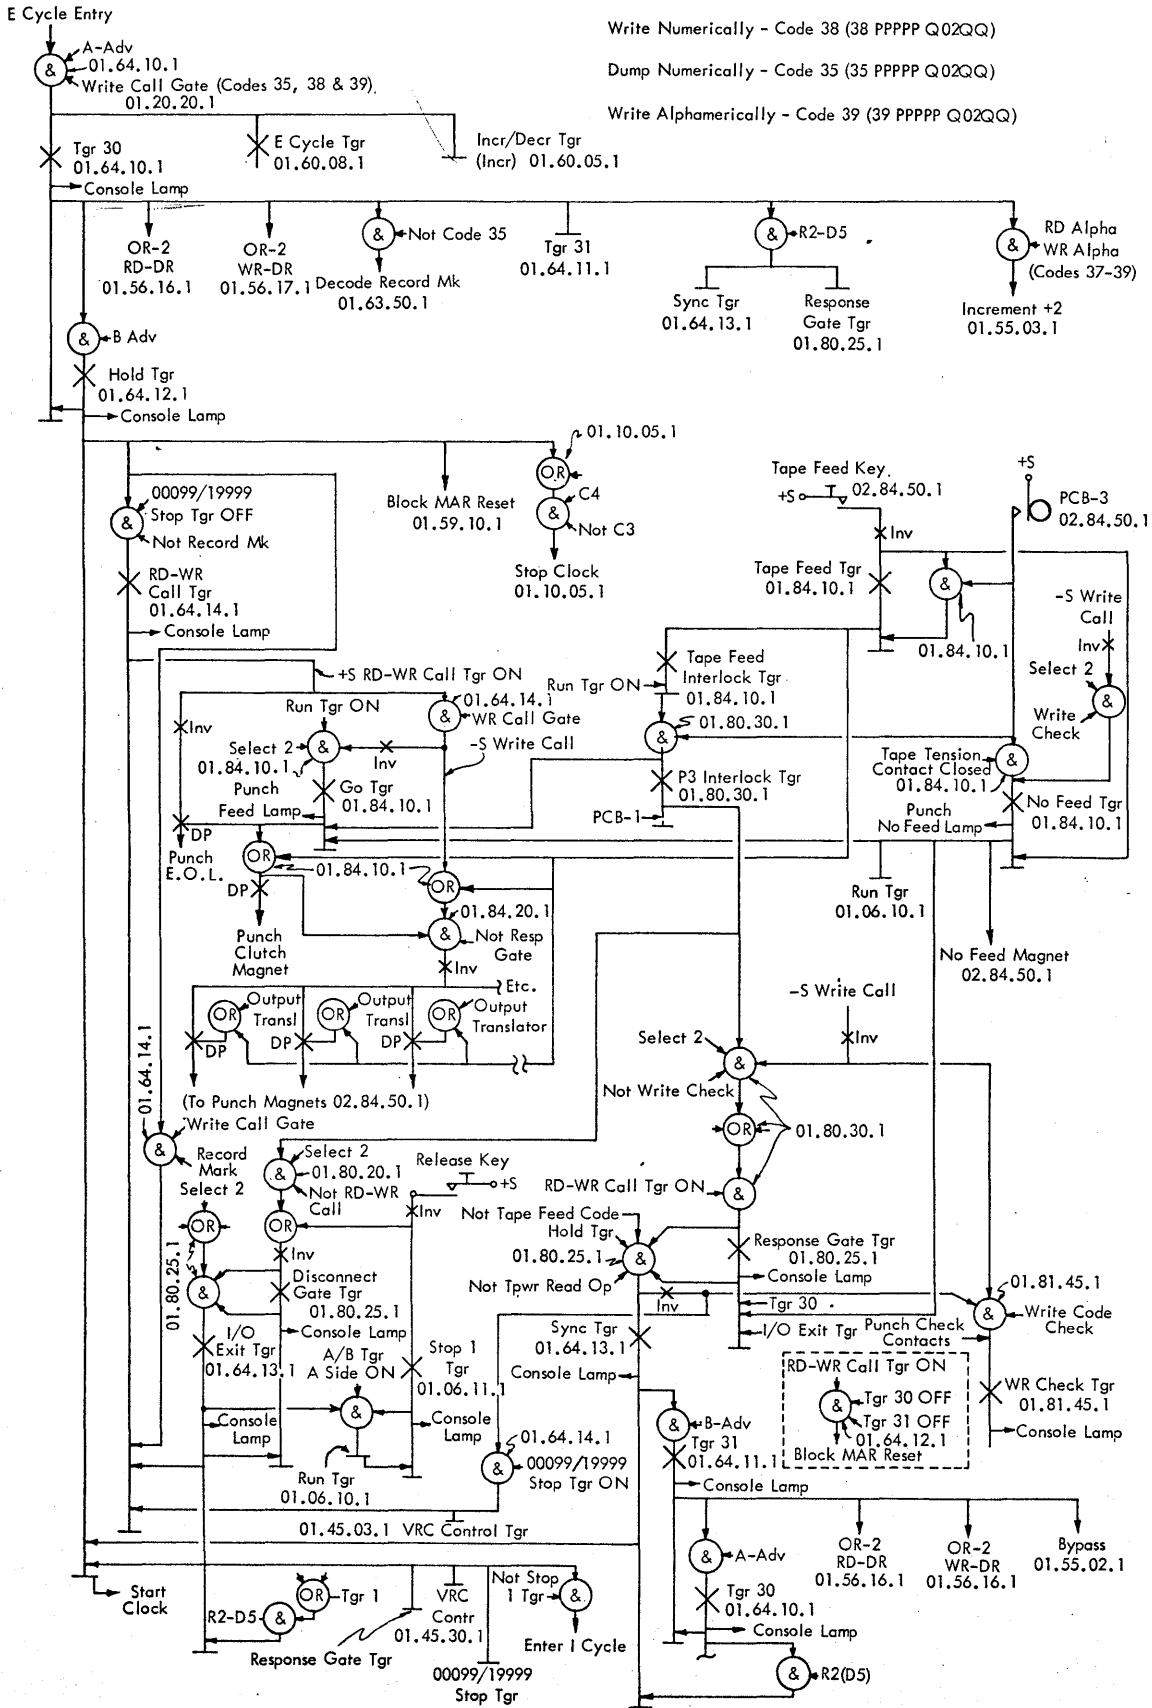 E Cycle Entry
Write Numerically - Code 38 (38 PPPPP Q02QQ)
Dump Numerically - Code 35 (35 PPPPP Q02QQ)
Write Alphamerically - Code 39 (39 PPPPP Q02QQ)
A-Adv
01.64.10.1
&
Write Call Gate (Codes 35, 38 & 39)
01.20.20.1
Tgr 30
01.64.10.1
E Cycle Tgr
01.60.08.1
Incr/Decr Tgr
(Incr) 01.60.05.1
Console Lamp
OR-2
RD-DR
01.56.16.1
OR-2
WR-DR
01.56.17.1
&
Not Code 35
Decode Record Mk
01.63.50.1
Tgr 31
01.64.11.1
&
R2-D5
Sync Tgr
01.64.13.1
Response
Gate Tgr
01.80.25.1
&
RD Alpha
WR Alpha
(Codes 37-39)
Increment +2
01.55.03.1
&
B Adv
Hold Tgr
01.64.12.1
Console Lamp
01.10.05.1
OR
C4
&
Not C3
Stop Clock
01.10.05.1
Block MAR Reset
01.59.10.1
00099/19999
Stop Tgr OFF
&
Not Record Mk
RD-WR
Call Tgr
01.64.14.1
Console Lamp
Tape Feed Key
+S
02.84.50.1
Inv
Tape Feed Tgr
01.84.10.1
&
01.84.10.1
+S
PCB-3
02.84.50.1
-S Write
Call
Inv
Select 2
&
Write
Check
+S RD-WR Call Tgr ON
Inv
Run Tgr ON
Select 2
&
01.84.10.1
Inv
01.64.14.1
&
WR Call Gate
-S Write Call
Tape Feed
Interlock Tgr
01.84.10.1
Run Tgr ON
&
01.80.30.1
P3 Interlock Tgr
01.80.30.1
PCB-1
Tape Tension
Contact Closed
01.84.10.1
&
No Feed Tgr
01.84.10.1
Punch
No Feed Lamp
Punch
Feed Lamp
Go Tgr
01.84.10.1
DP
Punch
E.O.L.
OR
01.84.10.1
OR
DP
Punch
Clutch
Magnet
01.84.20.1
&
Not Resp
Gate
Inv
Run Tgr
01.06.10.1
No Feed Magnet
02.84.50.1
Etc.
OR
Output
Transl
OR
Output
Transl
OR
Output
Translator
DP
DP
DP
(To Punch Magnets 02.84.50.1)
-S Write Call
Inv
Select 2
&
Not Write Check
OR
01.80.30.1
&
RD-WR Call Tgr ON
01.64.14.1
Write Call Gate
&
Record
Mark
Select 2
OR
01.80.25.1
&
Select 2
01.80.20.1
&
Not RD-WR
Call
OR
Inv
Disconnect
Gate Tgr
01.80.25.1
Console Lamp
Release Key
+S
Inv
Not Tape Feed Code
Hold Tgr
01.80.25.1
&
Not Tpwr Read Op
Response Gate Tgr
01.80.25.1
Console Lamp
Inv
Tgr 30
I/O Exit Tgr
01.81.45.1
&
Write Code
Check
Punch Check
Contacts
WR Check Tgr
01.81.45.1
Console Lamp
I/O
Exit Tgr
01.64.13.1
Console
Lamp
A/B Tgr
A Side ON
&
Run Tgr
01.06.10.1
Stop 1
Tgr
01.06.11.1
Console
Lamp
Sync Tgr
01.64.13.1
Console Lamp
RD-WR Call Tgr ON
&
Tgr 30 OFF
Tgr 31 OFF
01.64.12.1
Block MAR Reset
01.64.14.1
&
00099/19999
Stop Tgr ON
&
B-Adv
Tgr 31
01.64.11.1
Console Lamp
01.45.03.1 VRC Control Tgr
&
A-Adv
OR-2
RD-DR
01.56.16.1
OR-2
WR-DR
01.56.16.1
Bypass
01.55.02.1
Tgr 30
01.64.10.1
Console Lamp
&
R2(D5)
Start
Clock
OR
Tgr 1
R2-D5
&
Response Gate Tgr
VRC
Contr
01.45.30.1
00099/19999
Stop Tgr
Not Stop
1 Tgr
&
Enter I Cycle